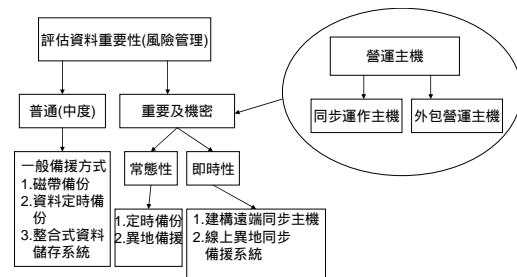 評估資料重要性(風險管理)
營運主機
同步運作主機
外包營運主機
普通(中度)
重要及機密
一般備援方式
1.磁帶備份
2.資料定時備
份
3.整合式資料
儲存系統
常態性
即時性
1.定時備份
2.異地備援
1.建構遠端同步主機
2.線上異地同步
備援系統